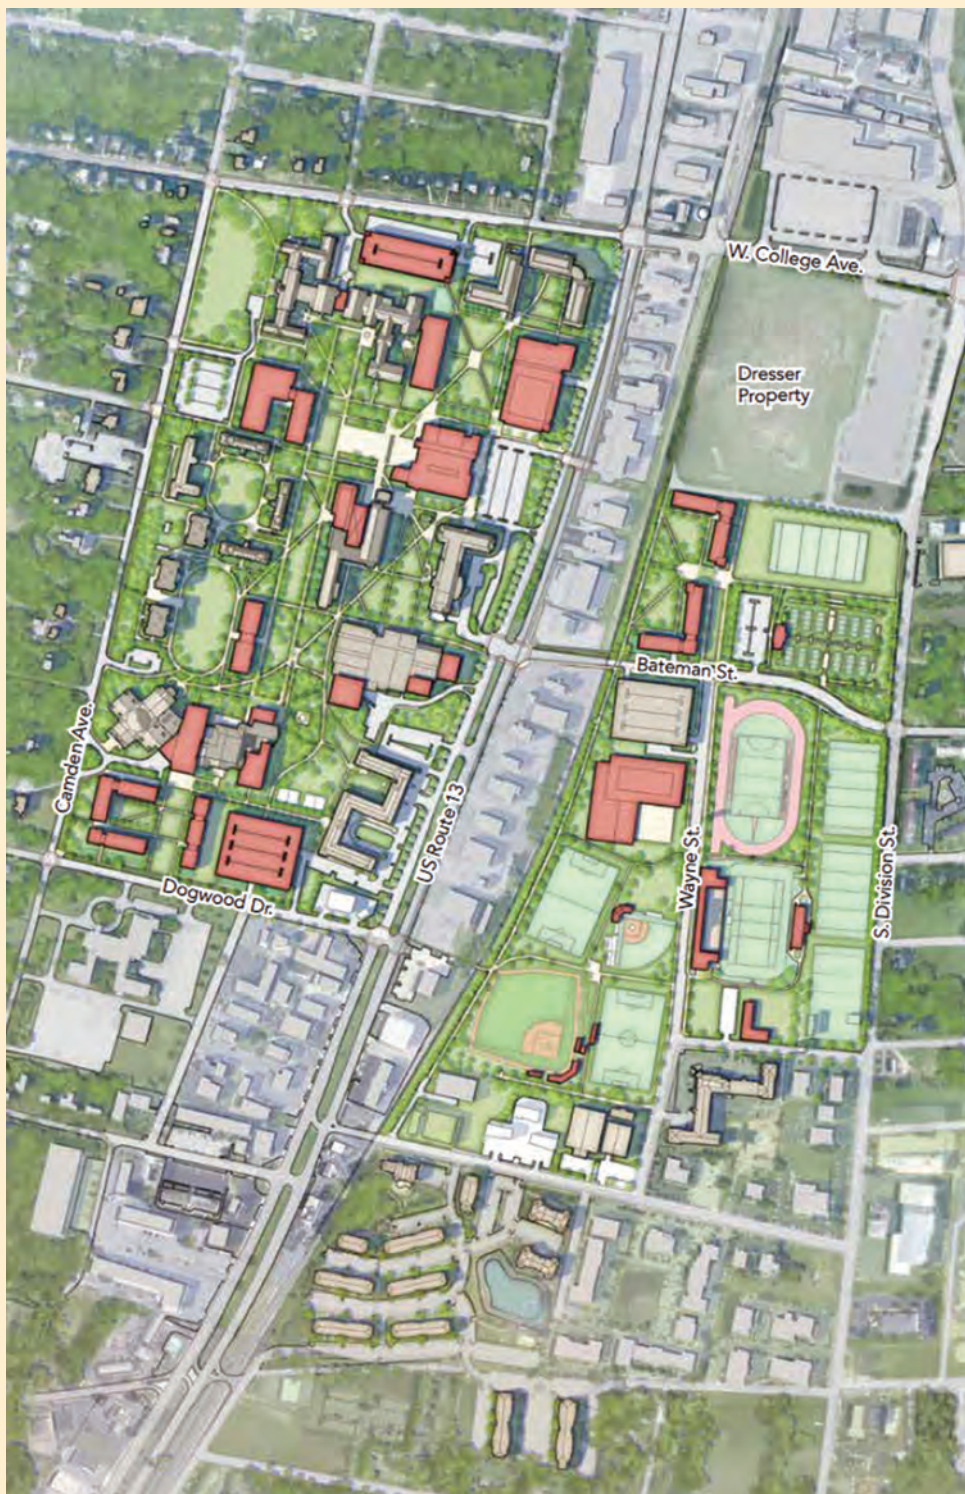 W. College Ave.
Dresser
Property
Bateman St.
Camden Ave.
US Route 13
Wayne St.
S. Division St.
Dogwood Dr.